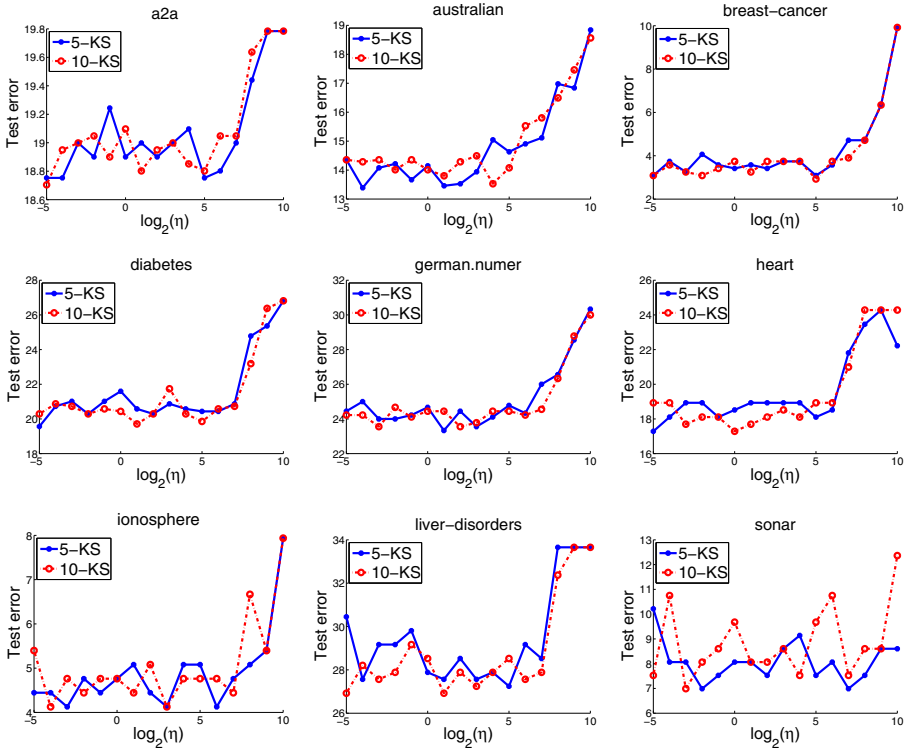 a2a
19.8
19.6
19.4
19.2
19
18.8
18.6
Test error
5−KS
10−KS
−5
0
5
10
log2(η)
australian
19
18
17
16
15
14
13
12
Test error
5−KS
10−KS
−5
0
5
10
log2(η)
breast−cancer
10
8
6
4
2
Test error
5−KS
10−KS
−5
0
5
10
log2(η)
diabetes
28
26
24
22
20
18
Test error
5−KS
10−KS
−5
0
5
10
log2(η)
german.numer
32
30
28
26
24
22
Test error
5−KS
10−KS
−5
0
5
10
log2(η)
heart
26
24
22
20
18
16
Test error
5−KS
10−KS
−5
0
5
10
log2(η)
ionosphere
8
7
6
5
4
Test error
5−KS
10−KS
−5
0
5
10
log2(η)
liver−disorders
34
32
30
28
26
Test error
5−KS
10−KS
−5
0
5
10
log2(η)
sonar
13
12
11
10
9
8
7
6
Test error
5−KS
10−KS
−5
0
5
10
log2(η)